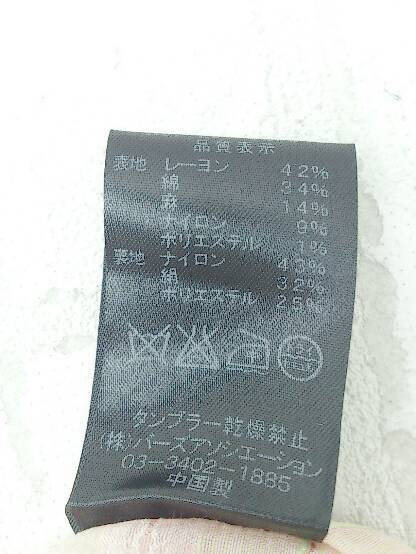 品質表示
表地 レーヨン 42%
綿 34%
麻 14%
ナイロン 9%
ポリエステル 1%
裏地 ナイロン 43%
綿 32%
ポリエステル 25%
タンブラー乾燥禁止
(株)バーズアソシエーション
03-3402-1885
中国製